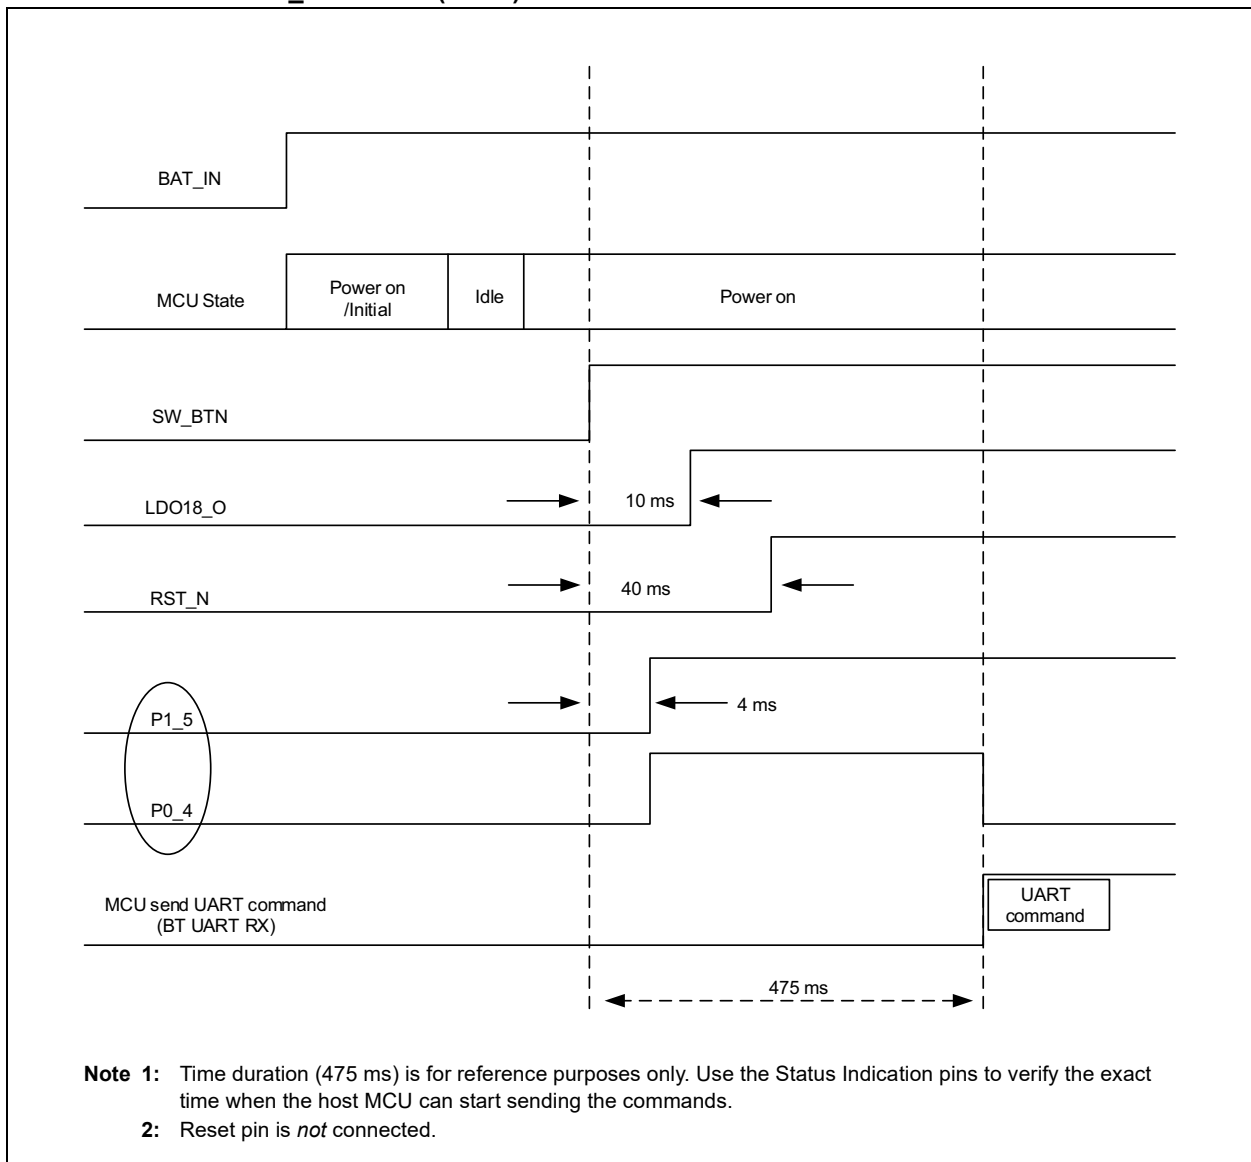 BAT_IN
MCU State
Power on
/Initial
Idle
Power on
SW_BTN
LDO18_O
10 ms
RST_N
40 ms
P1_5
4 ms
P0_4
MCU send UART command
(BT UART RX)
UART
command
475 ms
Note 1: Time duration (475 ms) is for reference purposes only. Use the Status Indication pins to verify the exact
time when the host MCU can start sending the commands.
2: Reset pin is not connected.